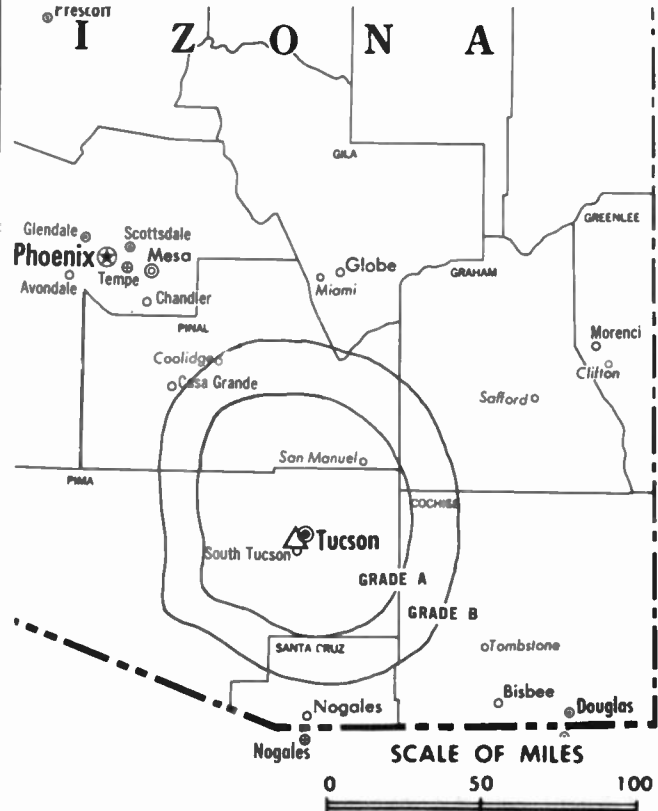 Prescott
I Z O N A
GILA
GREENLEE
Glendale
Scottsdale
Phoenix
Mesa
Tempe
Avondale
Globe
Miami
GRAHAM
Chandler
PINAL
Morenci
Clifton
Coolidge
Casa Grande
Safford
San Manuel
PIMA
COCHISE
Tucson
South Tucson
GRADE A
GRADE B
SANTA CRUZ
Tombstone
Nogales
Bisbee
Douglas
Nogales
SCALE OF MILES
0 50 100